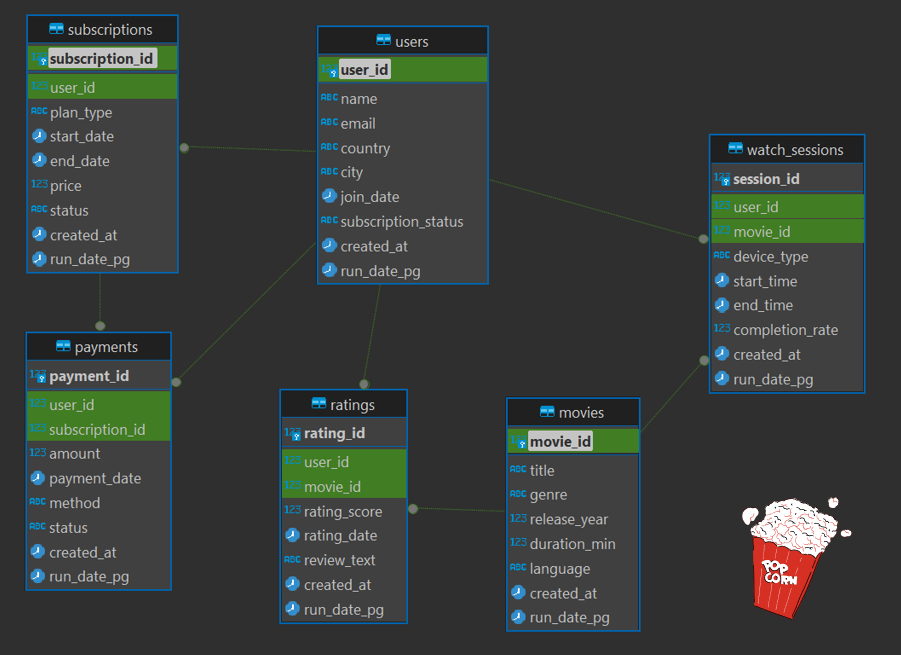 subscriptions
123 subscription_id
123 user_id
ABC plan_type
start_date
end_date
123 price
ABC status
created_at
run_date_pg
users
123 user_id
ABC name
ABC email
ABC country
ABC city
join_date
ABC subscription_status
created_at
run_date_pg
watch_sessions
123 session_id
123 user_id
123 movie_id
ABC device_type
start_time
end_time
123 completion_rate
created_at
run_date_pg
payments
123 payment_id
123 user_id
123 subscription_id
123 amount
payment_date
ABC method
ABC status
created_at
run_date_pg
ratings
123 rating_id
123 user_id
123 movie_id
123 rating_score
rating_date
ABC review_text
created_at
run_date_pg
movies
123 movie_id
ABC title
ABC genre
123 release_year
123 duration_min
ABC language
created_at
run_date_pg
POP
CORN